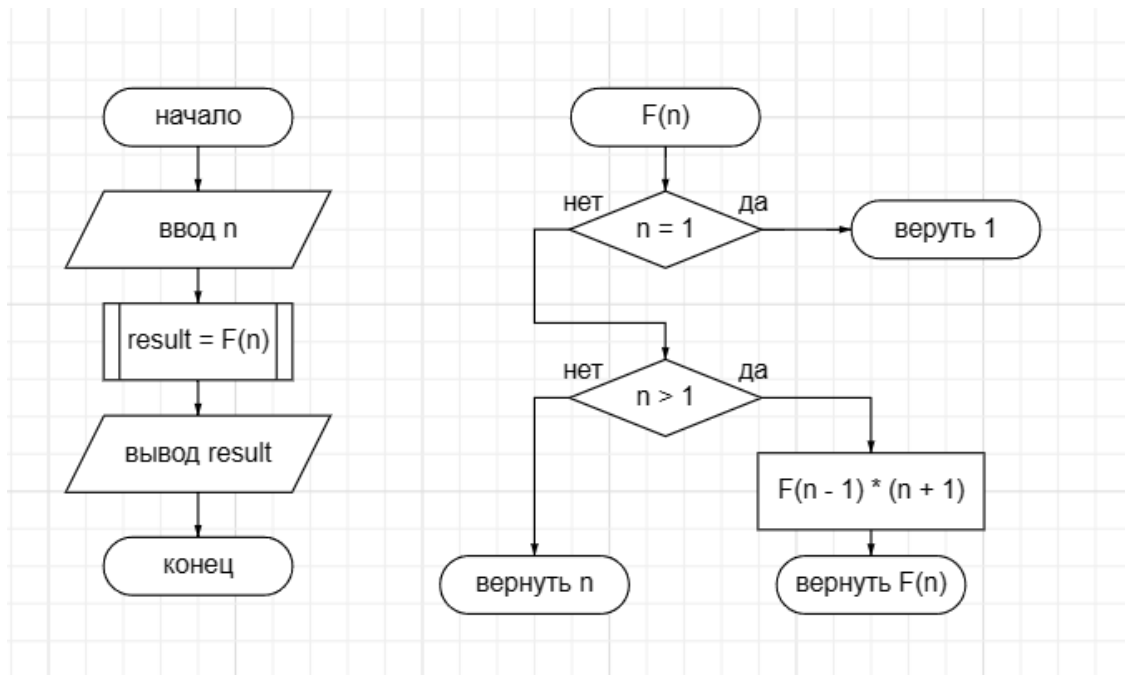 начало
ввод n
result = F(n)
вывод result
конец
F(n)
нет
да
n = 1
веруть 1
нет
да
n > 1
F(n - 1) * (n + 1)
вернуть n
вернуть F(n)